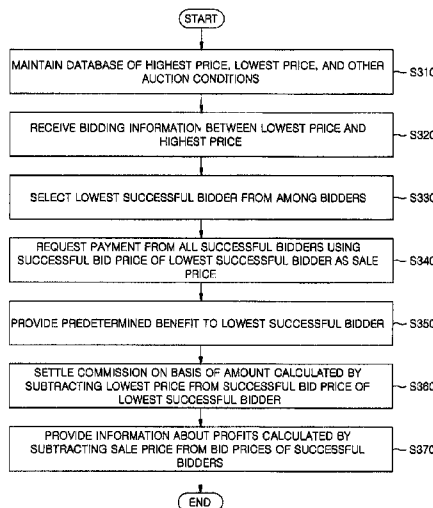 START
MAINTAIN DATABASE OF HIGHEST PRICE, LOWEST PRICE, AND OTHER
AUCTION CONDITIONS
S310
RECEIVE BIDDING INFORMATION BETWEEN LOWEST PRICE AND
HIGHEST PRICE
S320
SELECT LOWEST SUCCESSFUL BIDDER FROM AMONG BIDDERS
S330
REQUEST PAYMENT FROM ALL SUCCESSFUL BIDDERS USING
SUCCESSFUL BID PRICE OF LOWEST SUCCESSFUL BIDDER AS SALE
PRICE
S340
PROVIDE PREDETERMINED BENEFIT TO LOWEST SUCCESSFUL BIDDER
S350
SETTLE COMMISSION ON BASIS OF AMOUNT CALCULATED BY
SUBTRACTING LOWEST PRICE FROM SUCCESSFUL BID PRICE OF
LOWEST SUCCESSFUL BIDDER
S360
PROVIDE INFORMATION ABOUT PROFITS CALCULATED BY
SUBTRACTING SALE PRICE FROM BID PRICES OF SUCCESSFUL
BIDDERS
S370
END